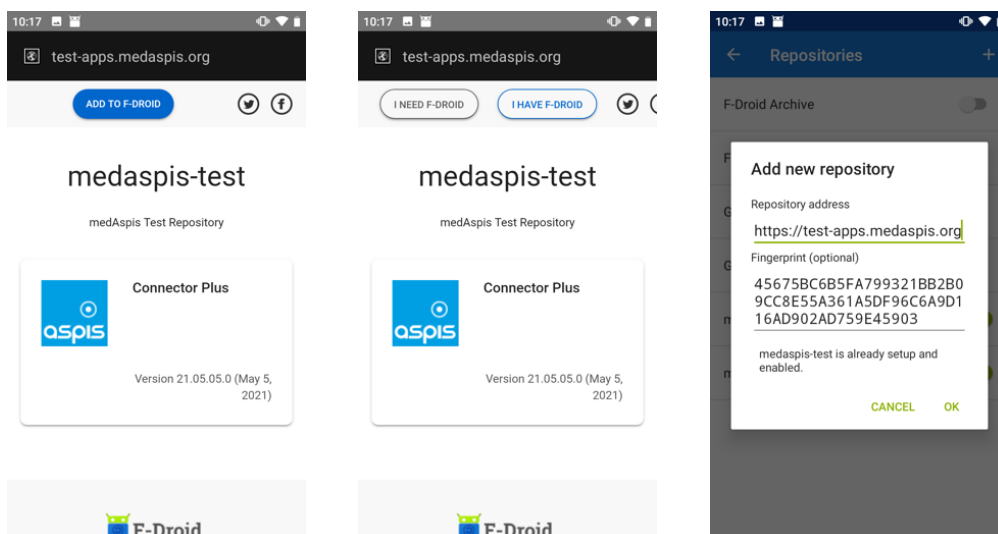 10:17
test-apps.medaspis.org
ADD TO F-DROID
medaspis-test
medAspis Test Repository
aspis
Connector Plus
Version 21.05.05.0 (May 5,
2021)
F-Droid
10:17
test-apps.medaspis.org
I NEED F-DROID
I HAVE F-DROID
medaspis-test
medAspis Test Repository
aspis
Connector Plus
Version 21.05.05.0 (May 5,
2021)
F-Droid
10:17
Repositories
F-Droid Archive
F
G
G
m
m
Add new repository
Repository address
https://test-apps.medaspis.org
Fingerprint (optional)
45675BC6B5FA799321BB2B0
9CC8E55A361A5DF96C6A9D1
16AD902AD759E45903
medaspis-test is already setup and
enabled.
CANCEL
OK